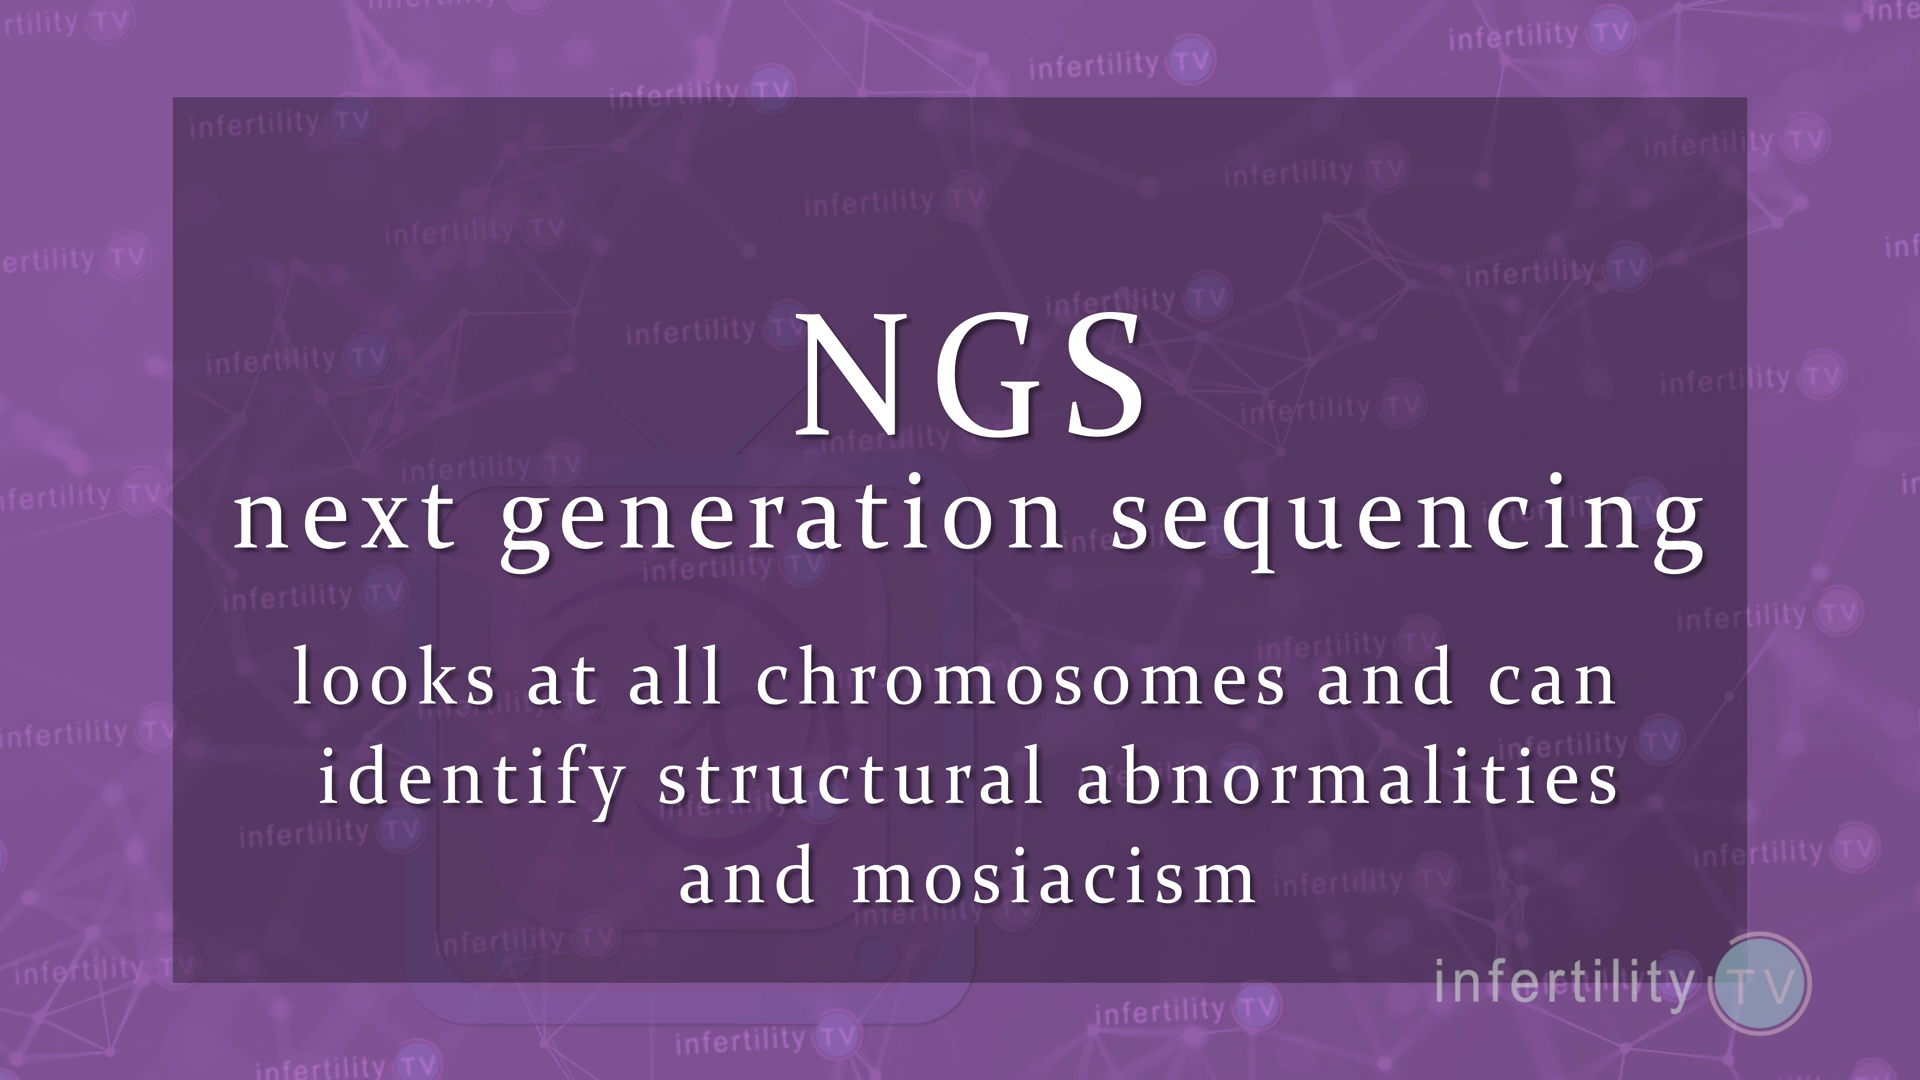 NGS
next generation sequencing
looks at all chromosomes and can
identify structural abnormalities
and mosiacism
infertility TV